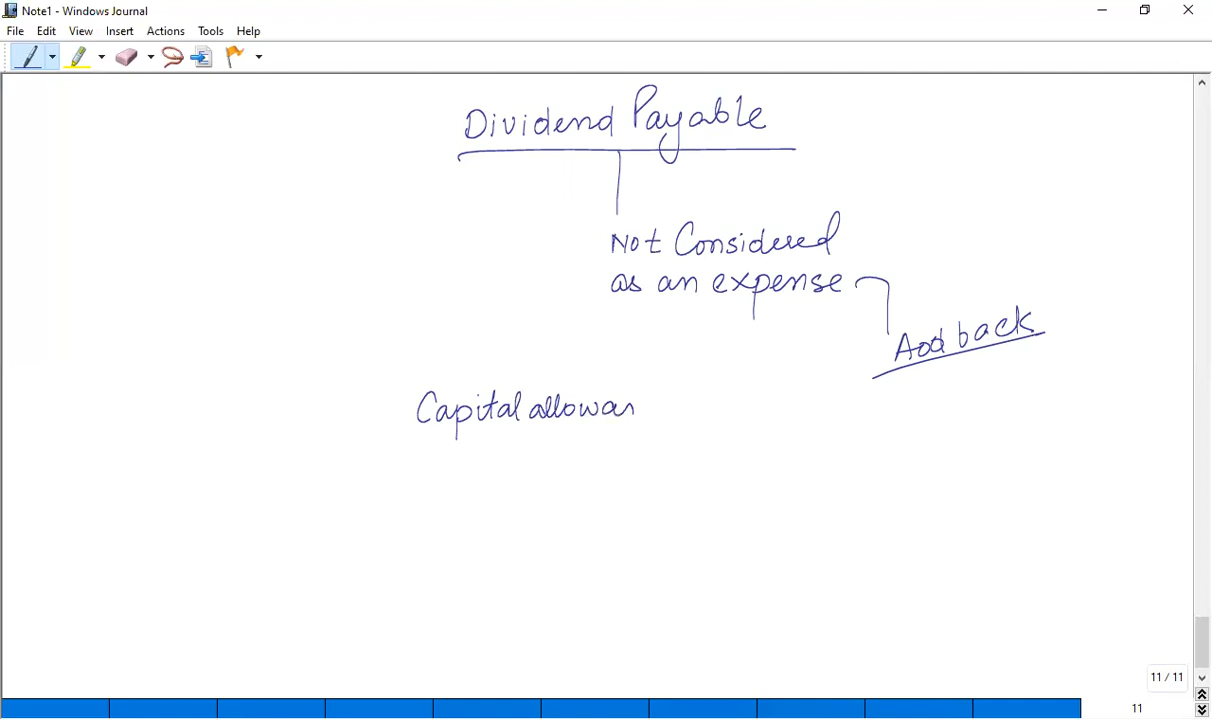 Note1 - Windows Journal
File Edit View Insert Actions Tools Help
Dividend Payable
Not Considered
as an expense
Add back
Capital allowan
11 / 11
11